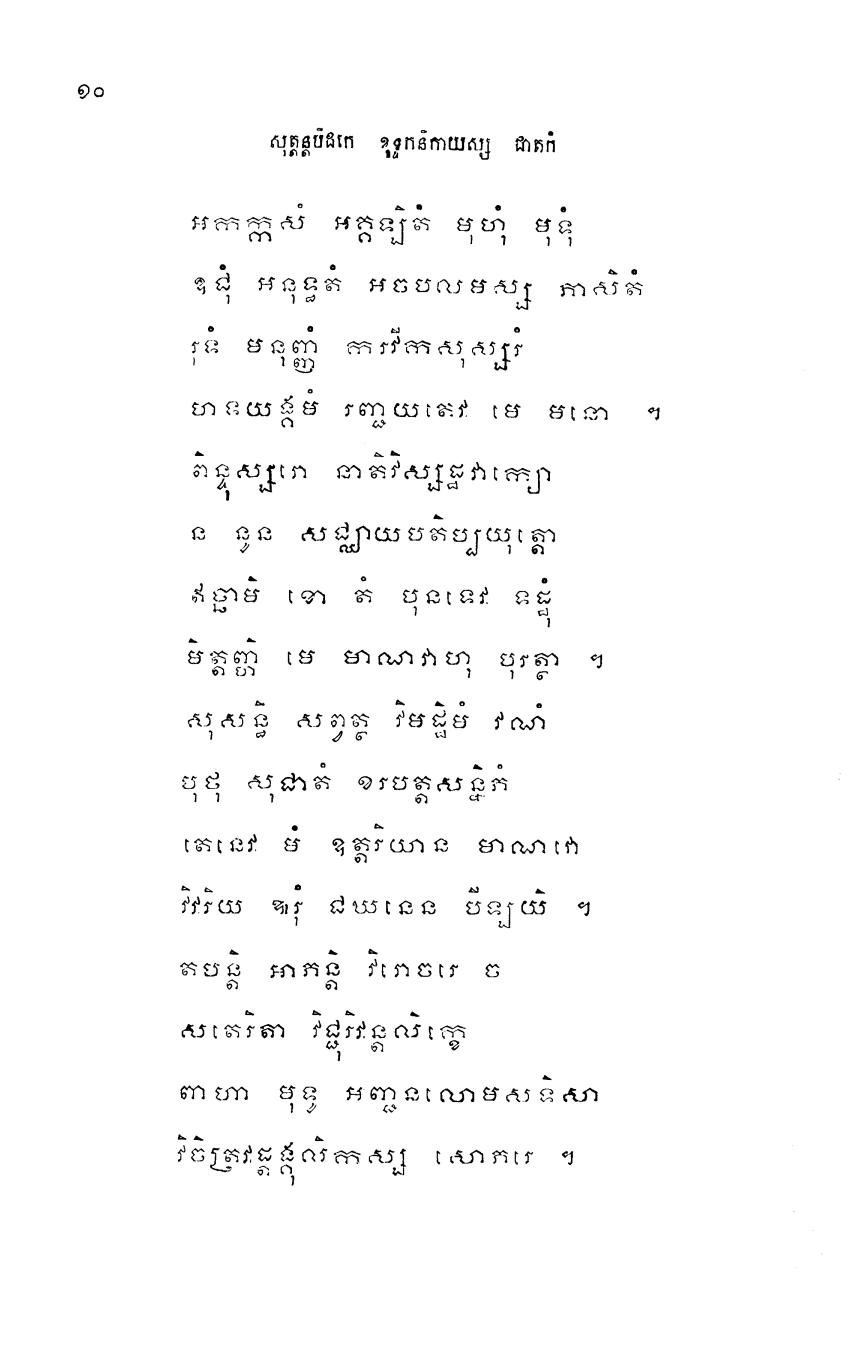 ១០
សុត្តន្តបិដកេ ខុទ្ទកនិកាយស្ស ជាតកំ
អកក្កសំ អគ្គឡិតំ មុហុំ មុទុំ
ឧជុំ អនុទ្ធតំ អចបលមស្ស ភាសិតំ
រុទំ មនុញ្ញំ ករវីកសុស្សរំ
ហទយង្គមំ រញ្ជយតេវ មេ មនោ ។
ពិន្ទុស្សរោ នាតិវិស្សដ្ឋវាក្យោ
ន នូន សជ្ឈាយបតិប្បយុត្តោ
ឥច្ឆាមិ ខោ តំ បុនទេវ ទដ្ឋុំ
មិត្តញ្ហិ មេ មាណវាហុ បុរត្ថា ។
សុសន្ធិ សព្វត្ថ វិមដ្ឋិមំ វណំ
បុថុ សុជាតំ ខរបត្តសន្និភំ
តេនេវ មំ ឧត្តរិយាន មាណវោ
វិវរិយ ឩរុំ ជឃនេន បីឡយិ ។
តបន្តិ អាភន្តិ វិរោចរេ ច
សតេរិតា វិជ្ជុរិវន្តលិក្ខេ
ពាហា មុទូ អញ្ជនលោមសទិសា
វិចិត្រវដ្តង្គុលិកស្ស សោភរេ ។